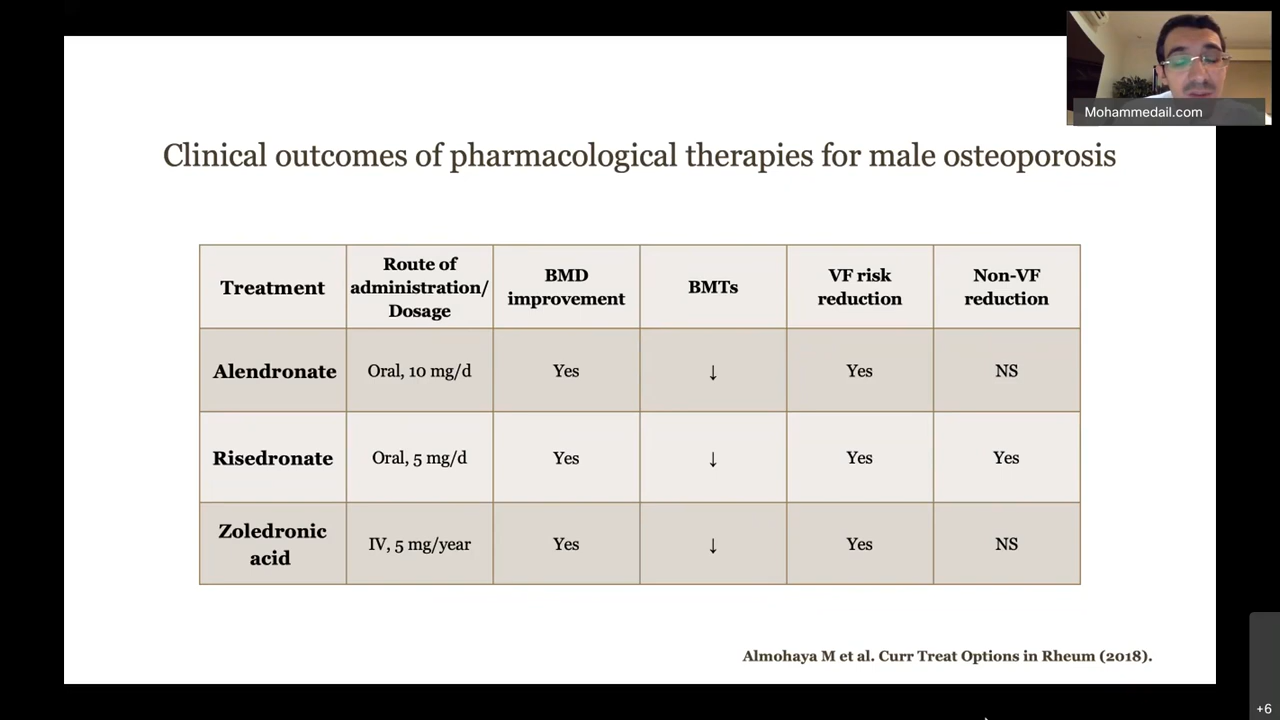 Mohammedail.com
Clinical outcomes of pharmacological therapies for male osteoporosis
Treatment
Route of
administration/
Dosage
BMD
improvement
BMTs
VF risk
reduction
Non-VF
reduction
Alendronate
Oral, 10 mg/d
Yes
↓
Yes
NS
Risedronate
Oral, 5 mg/d
Yes
↓
Yes
Yes
Zoledronic
acid
IV, 5 mg/year
Yes
↓
Yes
NS
Almohaya M et al. Curr Treat Options in Rheum (2018).
+6